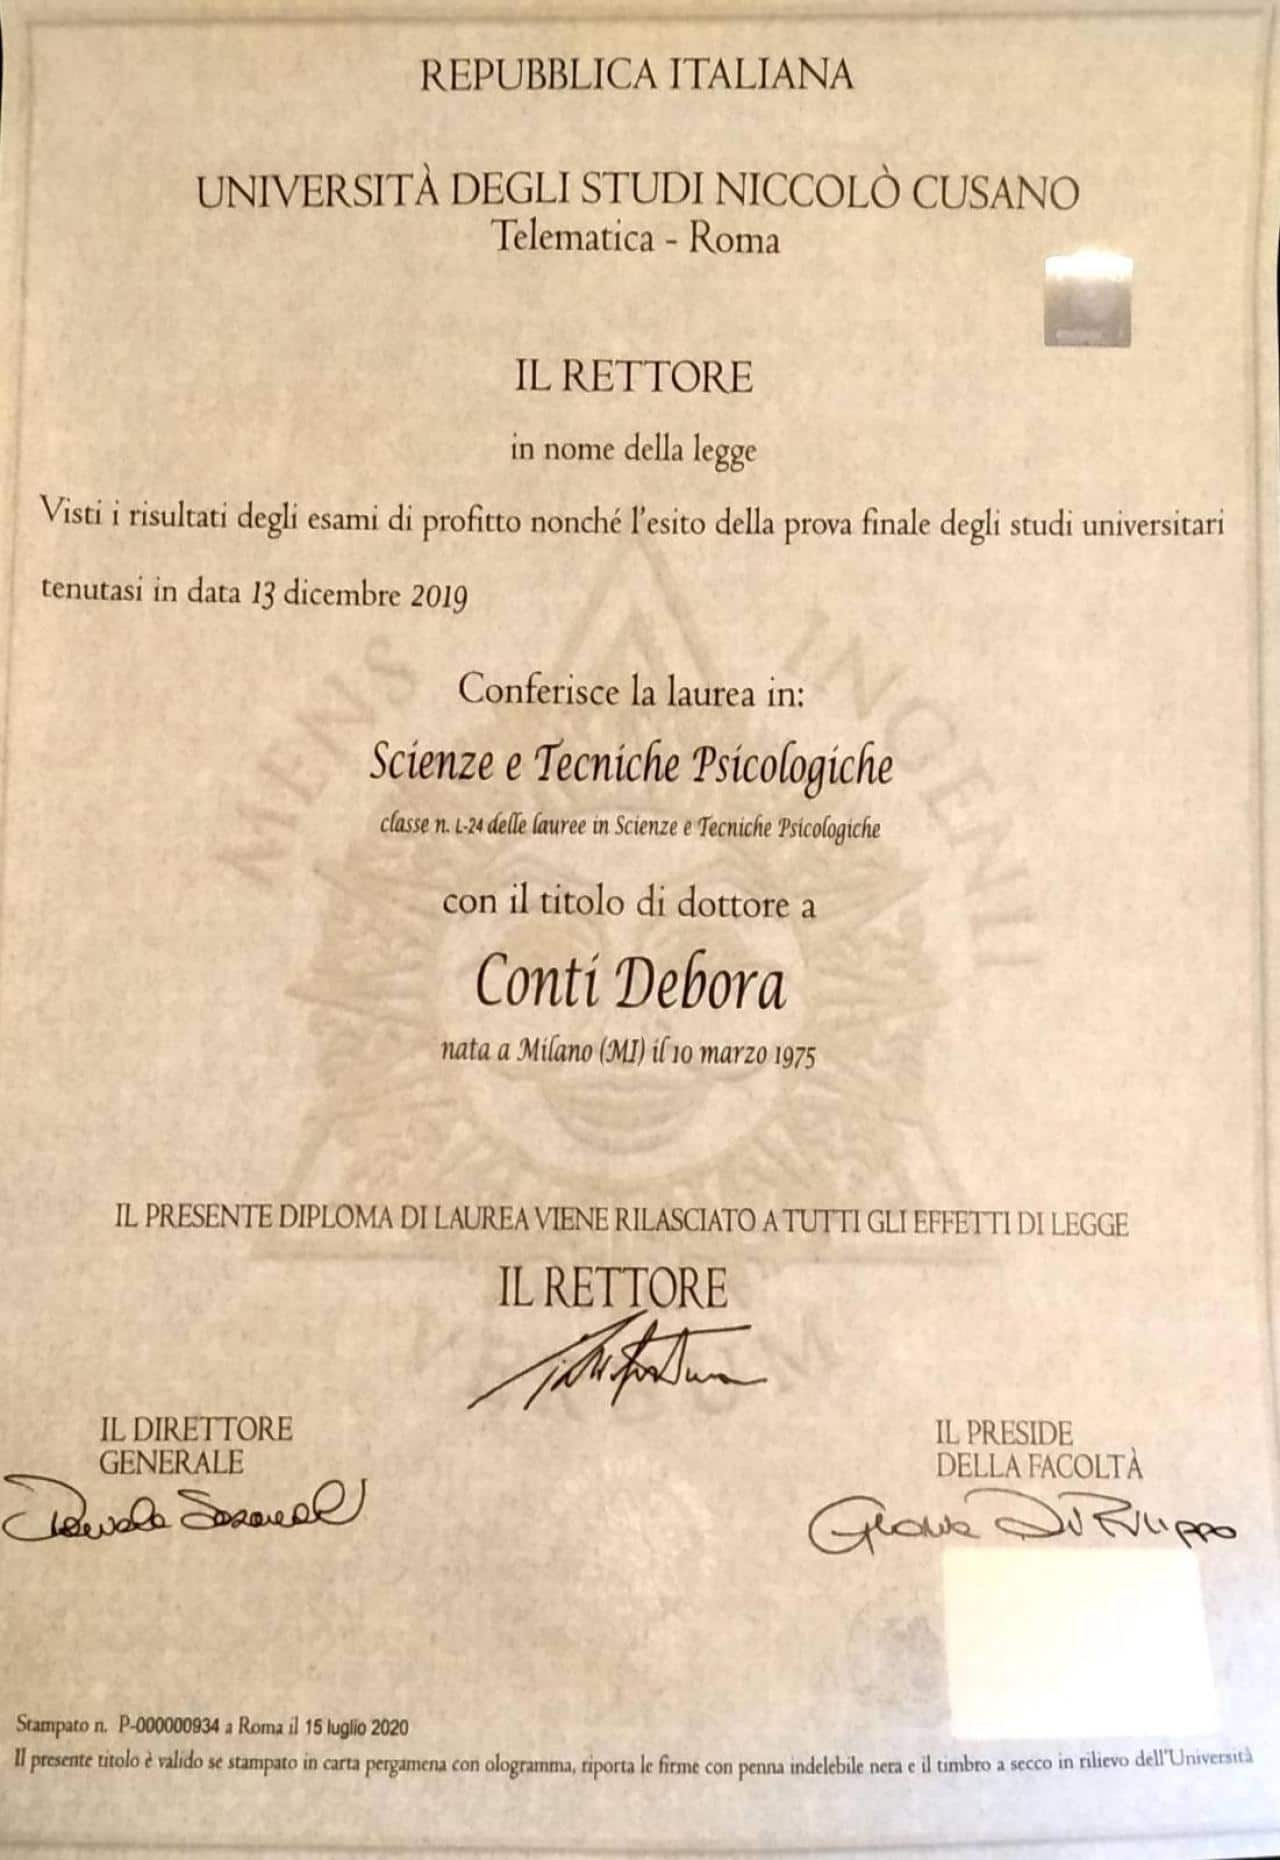 REPUBBLICA ITALIANA
UNIVERSITÀ DEGLI STUDI NICCOLÒ CUSANO
Telematica - Roma
IL RETTORE
in nome della legge
Visti i risultati degli esami di profitto nonché l'esito della prova finale degli studi universitari
tenutasi in data 13 dicembre 2019
MENS INGENII
Conferisce la laurea in:
Scienze e Tecniche Psicologiche
classe n. L-24 delle lauree in Scienze e Tecniche Psicologiche
con il titolo di dottore a
Conti Debora
nata a Milano (MI) il 10 marzo 1975
IL PRESENTE DIPLOMA DI LAUREA VIENE RILASCIATO A TUTTI GLI EFFETTI DI LEGGE
IL RETTORE
IL DIRETTORE
GENERALE
IL PRESIDE
DELLA FACOLTÀ
Stampato n. P-000000934 a Roma il 15 luglio 2020
Il presente titolo è valido se stampato in carta pergamena con ologramma, riporta le firme con penna indelebile nera e il timbro a secco in rilievo dell'Università